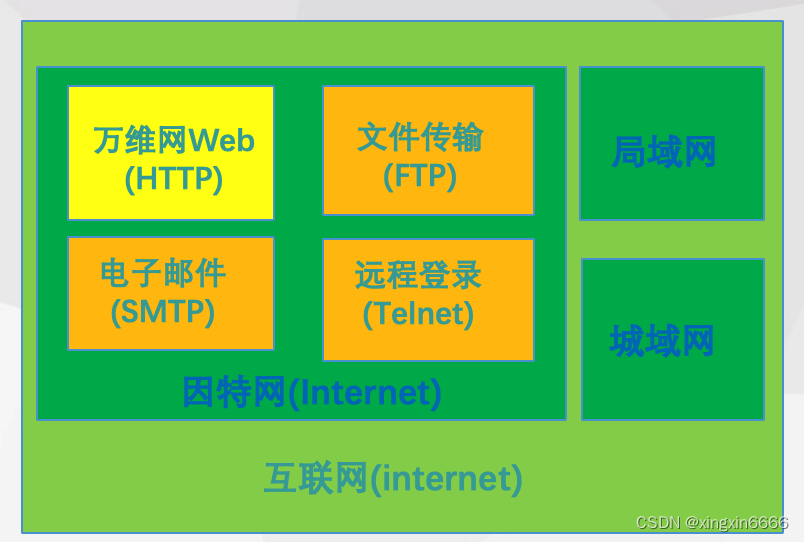 万维网Web
(HTTP)
文件传输
(FTP)
局域网
电子邮件
(SMTP)
远程登录
(Telnet)
城域网
因特网(Internet)
互联网(internet)
CSDN @xingxin6666